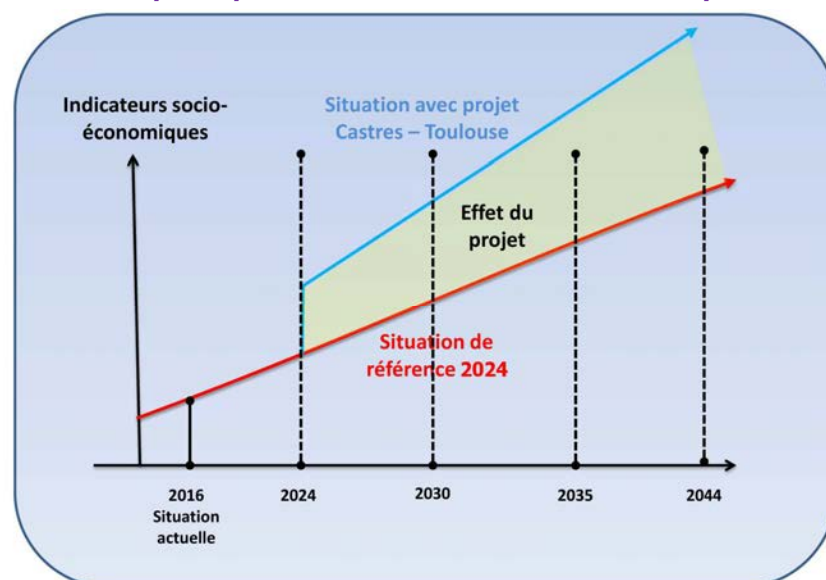 Indicateurs socio-
économiques
Situation avec projet
Castres – Toulouse
Effet du
projet
Situation de
référence 2024
2016
Situation
actuelle
2024
2030
2035
2044